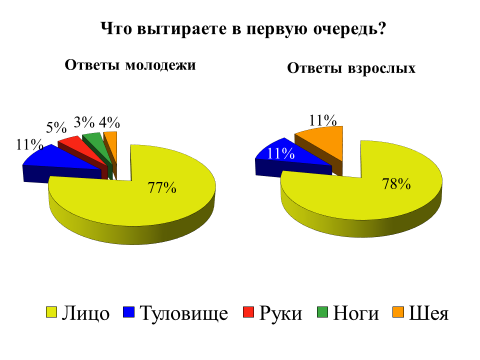 Что вытираете в первую очередь?
Ответы молодежи
Ответы взрослых
11%
5%
3%
4%
77%
11%
11%
78%
Лицо
Туловище
Руки
Ноги
Шея